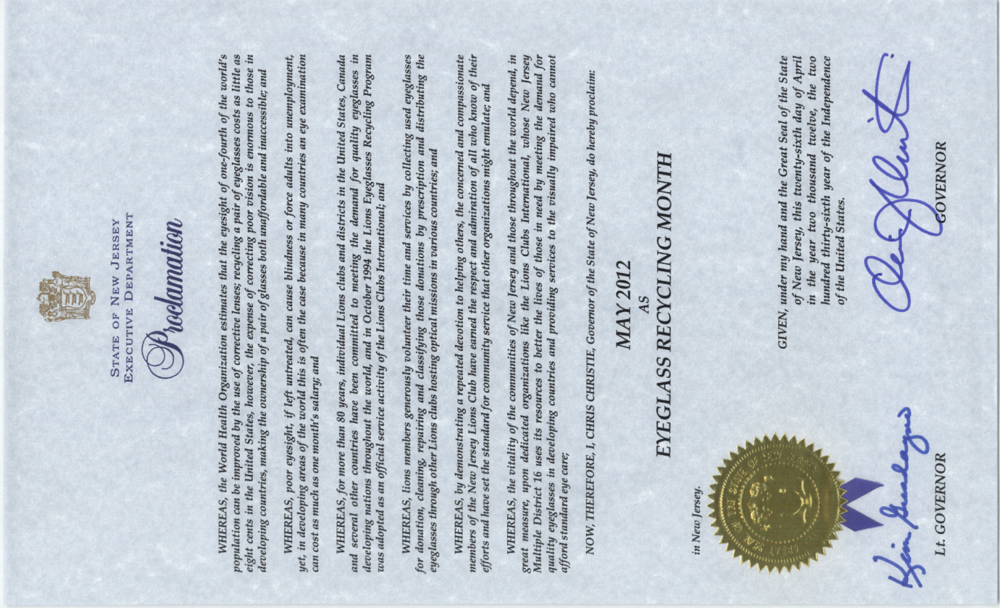 STATE OF NEW JERSEY
EXECUTIVE DEPARTMENT
Proclamation
WHEREAS, the World Health Organization estimates that the eyesight of one-fourth of the world's
population can be improved by the use of corrective lenses; recycling a pair of eyeglasses costs as little as
eight cents in the United States, however, the expense of correcting poor vision is enormous to those in
developing countries, making the ownership of a pair of glasses both unaffordable and inaccessible; and
WHEREAS, poor eyesight, if left untreated, can cause blindness or force adults into unemployment,
yet, in developing areas of the world this is often the case because in many countries an eye examination
can cost as much as one month's salary; and
WHEREAS, for more than 80 years, individual Lions clubs and districts in the United States, Canada
and several other countries have been committed to meeting the demand for quality eyeglasses in
developing nations throughout the world, and in October 1994 the Lions Eyeglasses Recycling Program
was adopted as an official service activity of the Lions Clubs International; and
WHEREAS, lions members generously volunteer their time and services by collecting used eyeglasses
for donation, cleaning, repairing and classifying those donations by prescription and distributing the
eyeglasses through other Lions clubs hosting optical missions in various countries; and
WHEREAS, by demonstrating a repeated devotion to helping others, the concerned and compassionate
members of the New Jersey Lions Club have earned the respect and admiration of all who know of their
efforts and have set the standard for community service that other organizations might emulate; and
WHEREAS, the vitality of the communities of New Jersey and those throughout the world depend, in
great measure, upon dedicated organizations like the Lions Clubs International, whose New Jersey
Multiple District 16 uses its resources to better the lives of those in need by meeting the demand for
quality eyeglasses in developing countries and providing services to the visually impaired who cannot
afford standard eye care;
NOW, THEREFORE, I, CHRIS CHRISTIE, Governor of the State of New Jersey, do hereby proclaim:
MAY 2012
AS
EYEGLASS RECYCLING MONTH
in New Jersey.
GIVEN, under my hand and the Great Seal of the State
of New Jersey, this twenty-sixth day of April
in the year two thousand twelve, the two
hundred thirty-sixth year of the Independence
of the United States.
Kim Guadagno
Lt. GOVERNOR
GOVERNOR